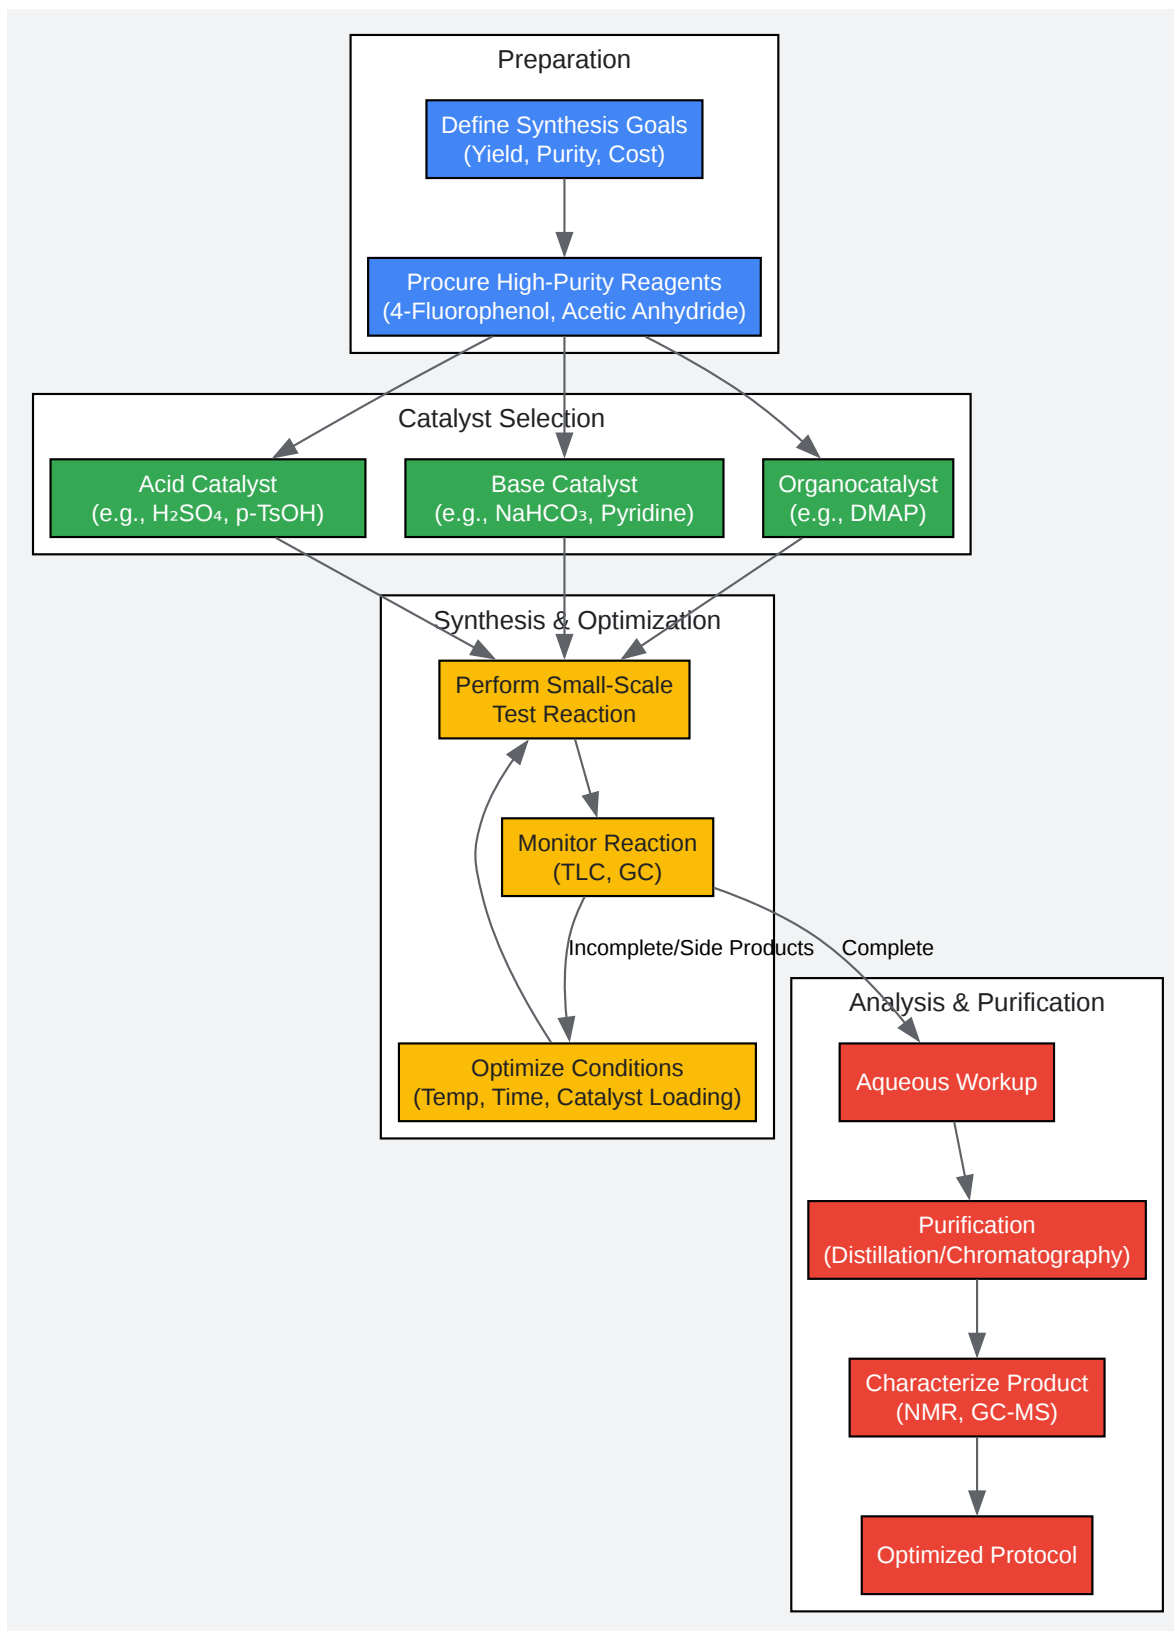 Preparation
Define Synthesis Goals
(Yield, Purity, Cost)
Procure High-Purity Reagents
(4-Fluorophenol, Acetic Anhydride)
Catalyst Selection
Acid Catalyst
(e.g., H₂SO₄, p-TsOH)
Base Catalyst
(e.g., NaHCO₃, Pyridine)
Organocatalyst
(e.g., DMAP)
Synthesis & Optimization
Perform Small-Scale
Test Reaction
Monitor Reaction
(TLC, GC)
Incomplete/Side Products
Complete
Optimize Conditions
(Temp, Time, Catalyst Loading)
Analysis & Purification
Aqueous Workup
Purification
(Distillation/Chromatography)
Characterize Product
(NMR, GC-MS)
Optimized Protocol